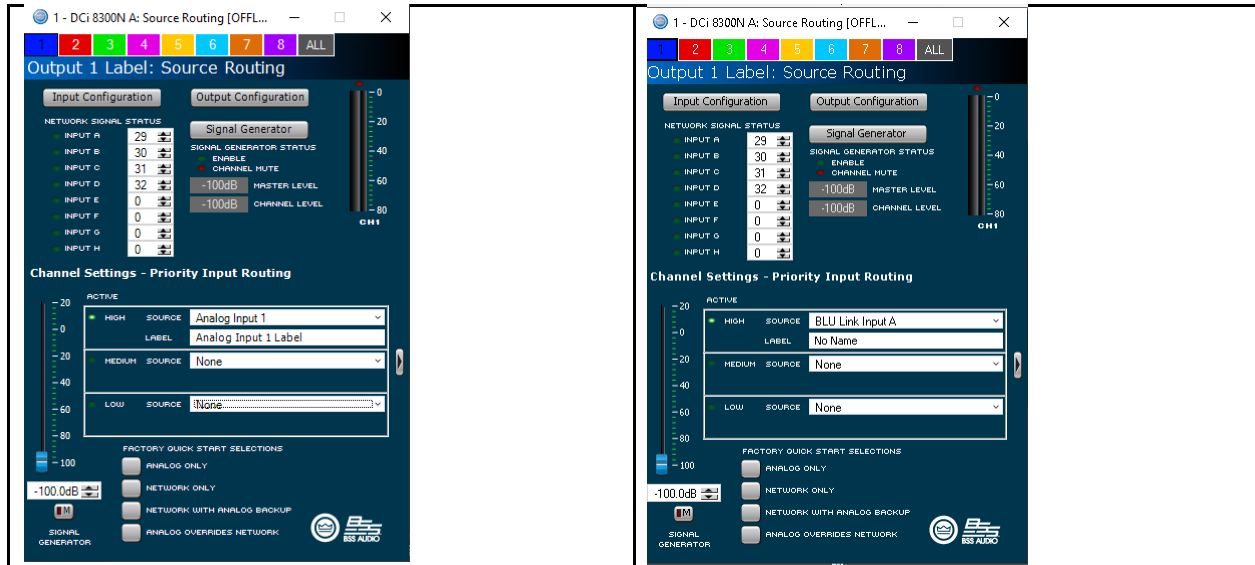 1 - DCi 8300N A: Source Routing [OFFL...
1 2 3 4 5 6 7 8 ALL
Output 1 Label: Source Routing
Input Configuration
Output Configuration
NETWORK SIGNAL STATUS
INPUT A 29
INPUT B 30
INPUT C 31
INPUT D 32
INPUT E 0
INPUT F 0
INPUT G 0
INPUT H 0
Signal Generator
SIGNAL GENERATOR STATUS
ENABLE
CHANNEL MUTE
-100dB MASTER LEVEL
-100dB CHANNEL LEVEL
0
20
40
60
80
CH1
Channel Settings - Priority Input Routing
20
0
20
40
60
80
100
-100.0dB
M
SIGNAL
GENERATOR
ACTIVE
HIGH SOURCE Analog Input 1
LABEL Analog Input 1 Label
MEDIUM SOURCE None
LOW SOURCE None
FACTORY QUICK START SELECTIONS
ANALOG ONLY
NETWORK ONLY
NETWORK WITH ANALOG BACKUP
ANALOG OVERRIDES NETWORK
BSS
BSS AUDIO
1 - DCi 8300N A: Source Routing [OFFL...
1 2 3 4 5 6 7 8 ALL
Output 1 Label: Source Routing
Input Configuration
Output Configuration
NETWORK SIGNAL STATUS
INPUT A 29
INPUT B 30
INPUT C 31
INPUT D 32
INPUT E 0
INPUT F 0
INPUT G 0
INPUT H 0
Signal Generator
SIGNAL GENERATOR STATUS
ENABLE
CHANNEL MUTE
-100dB MASTER LEVEL
-100dB CHANNEL LEVEL
0
20
40
60
80
CH1
Channel Settings - Priority Input Routing
20
0
20
40
60
80
100
-100.0dB
M
SIGNAL
GENERATOR
ACTIVE
HIGH SOURCE BLU Link Input A
LABEL No Name
MEDIUM SOURCE None
LOW SOURCE None
FACTORY QUICK START SELECTIONS
ANALOG ONLY
NETWORK ONLY
NETWORK WITH ANALOG BACKUP
ANALOG OVERRIDES NETWORK
BSS
BSS AUDIO